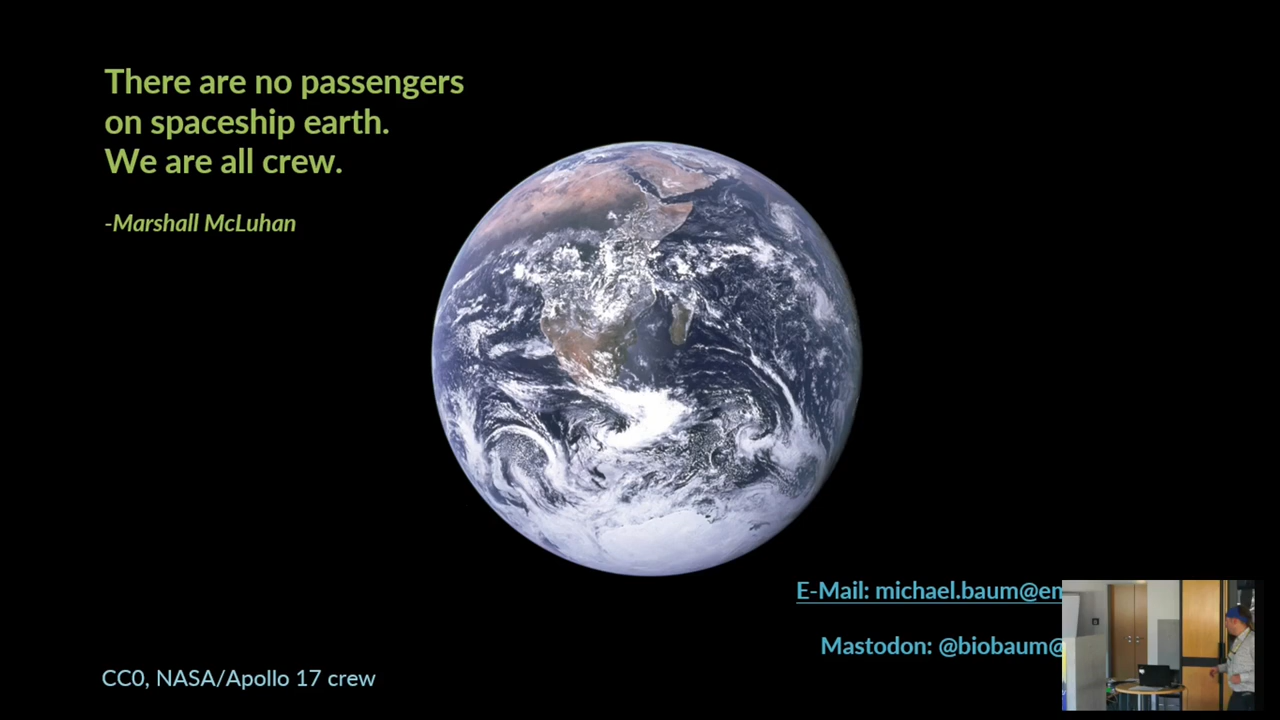 There are no passengers
on spaceship earth.
We are all crew.
-Marshall McLuhan
E-Mail: michael.baum@em
Mastodon: @biobaum@
CC0, NASA/Apollo 17 crew